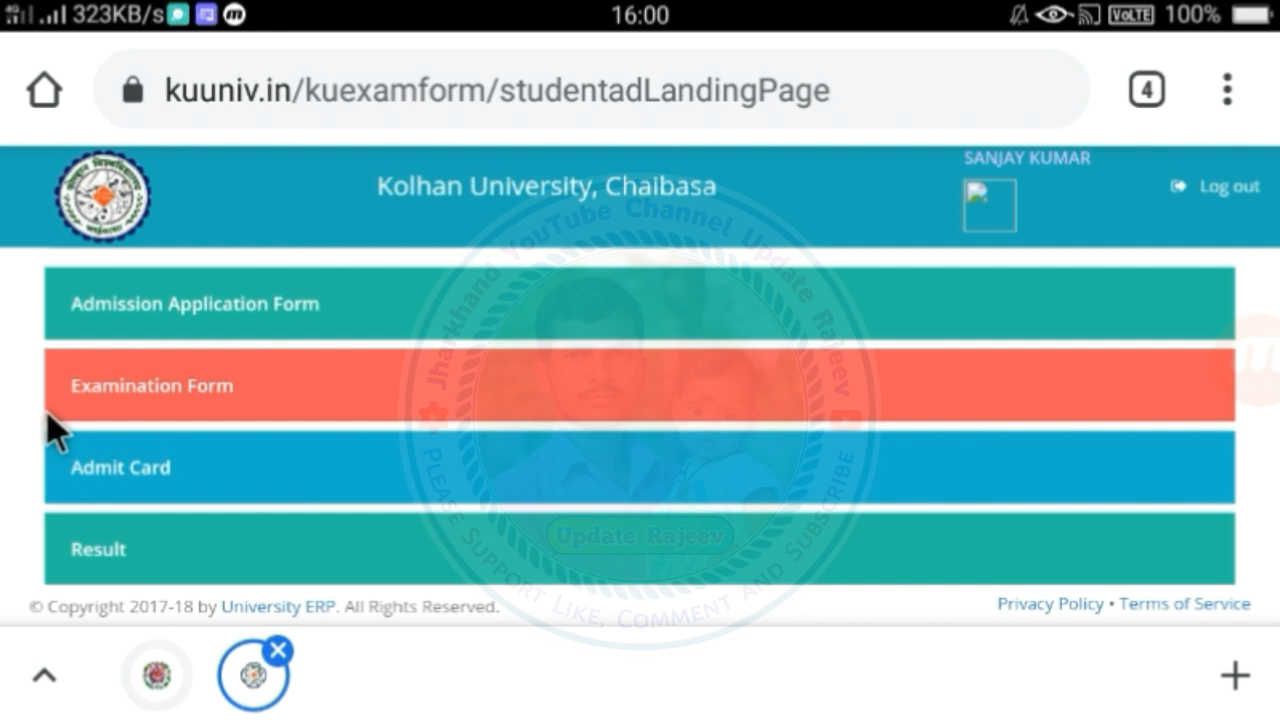 323KB/s
16:00
VoLTE 100%
kuuniv.in/kuexamform/studentadLandingPage
4
Kolhan University, Chaibasa
SANJAY KUMAR
Log out
Admission Application Form
Examination Form
Admit Card
Result
Jharkhand YouTube Channel Update Rajeev
Update Rajeev
PLEASE SUPPORT LIKE, COMMENT AND SUBSCRIBE
© Copyright 2017-18 by University ERP. All Rights Reserved.
Privacy Policy • Terms of Service